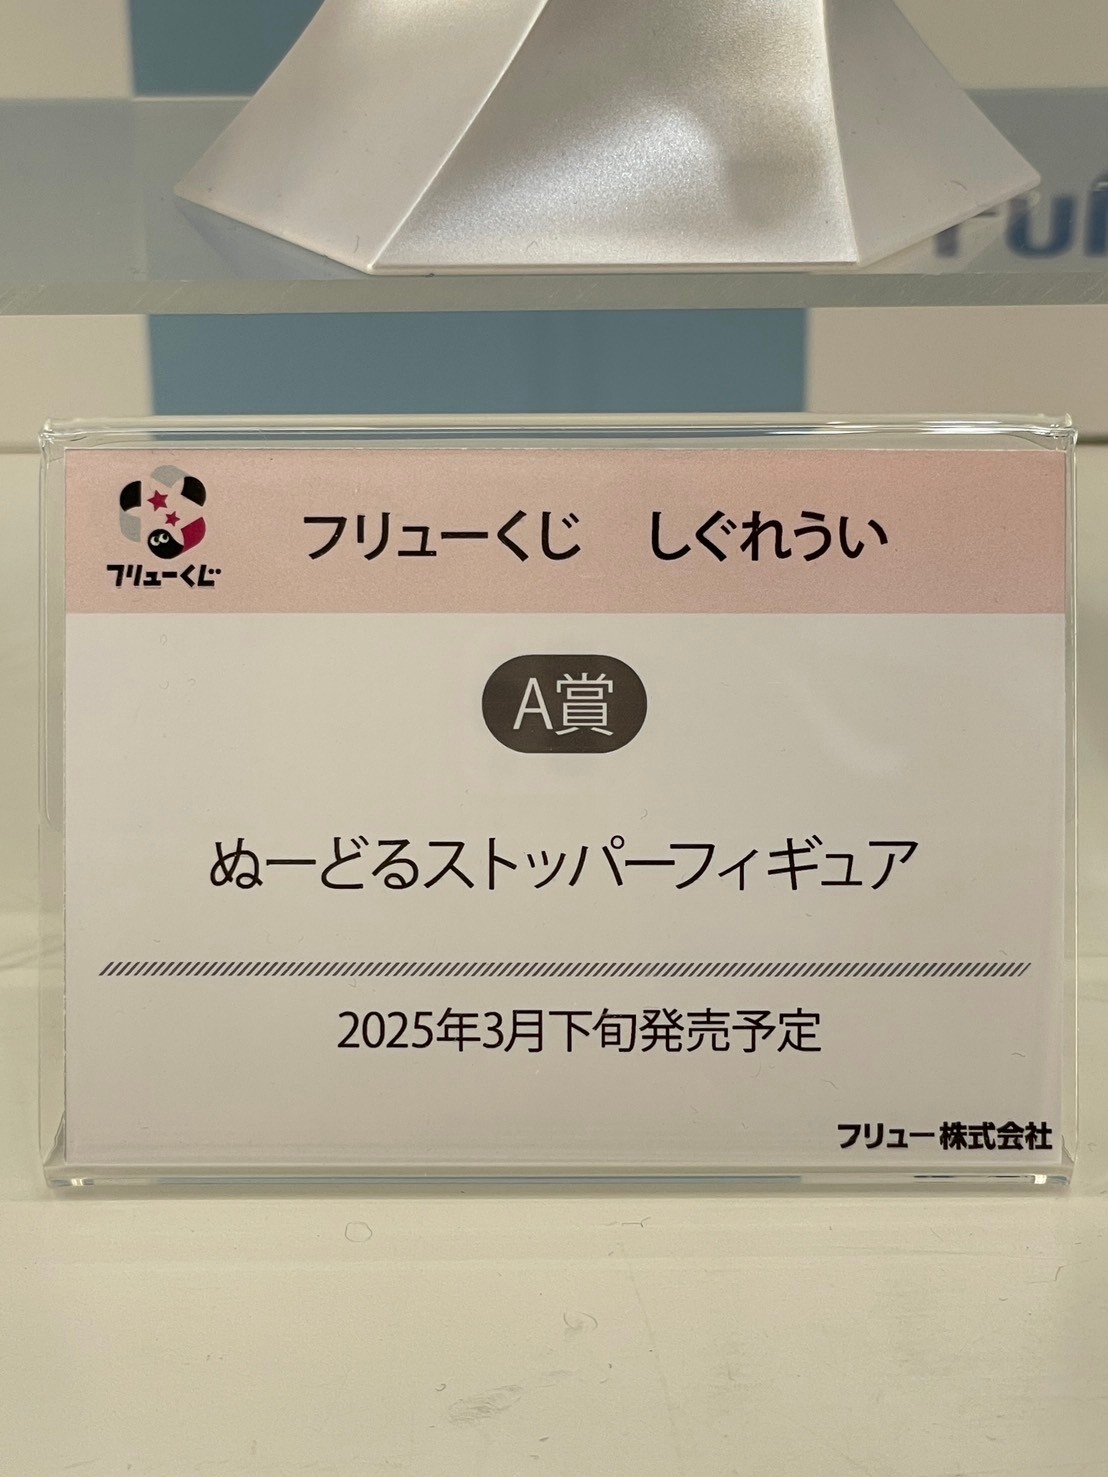 フリューくじ
フリューくじ　しぐれうい
A賞
ぬーどるストッパーフィギュア
2025年3月下旬発売予定
フリュー株式会社